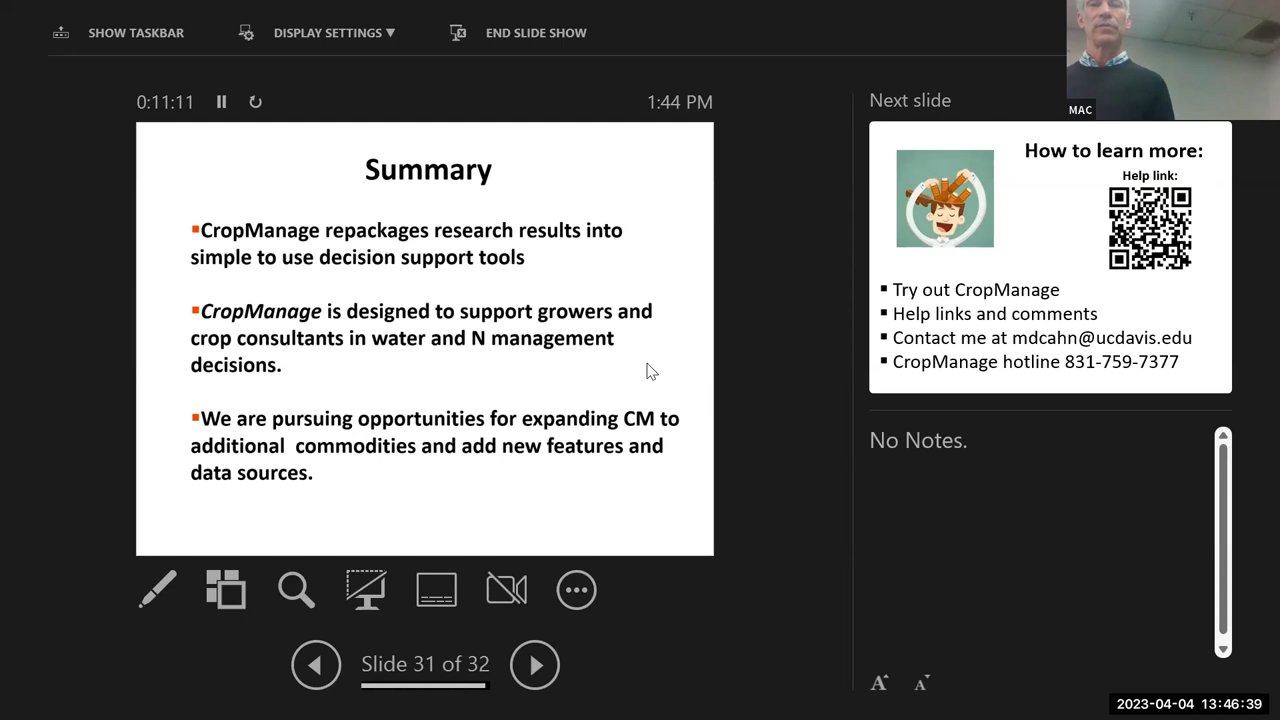 SHOW TASKBAR
DISPLAY SETTINGS ▼
END SLIDE SHOW
MAC
0:11:11
1:44 PM
Summary
▪CropManage repackages research results into
simple to use decision support tools
▪CropManage is designed to support growers and
crop consultants in water and N management
decisions.
▪We are pursuing opportunities for expanding CM to
additional commodities and add new features and
data sources.
Slide 31 of 32
Next slide
How to learn more:
Help link:
▪ Try out CropManage
▪ Help links and comments
▪ Contact me at mdcahn@ucdavis.edu
▪ CropManage hotline 831-759-7377
No Notes.
A A
2023-04-04 13:46:39